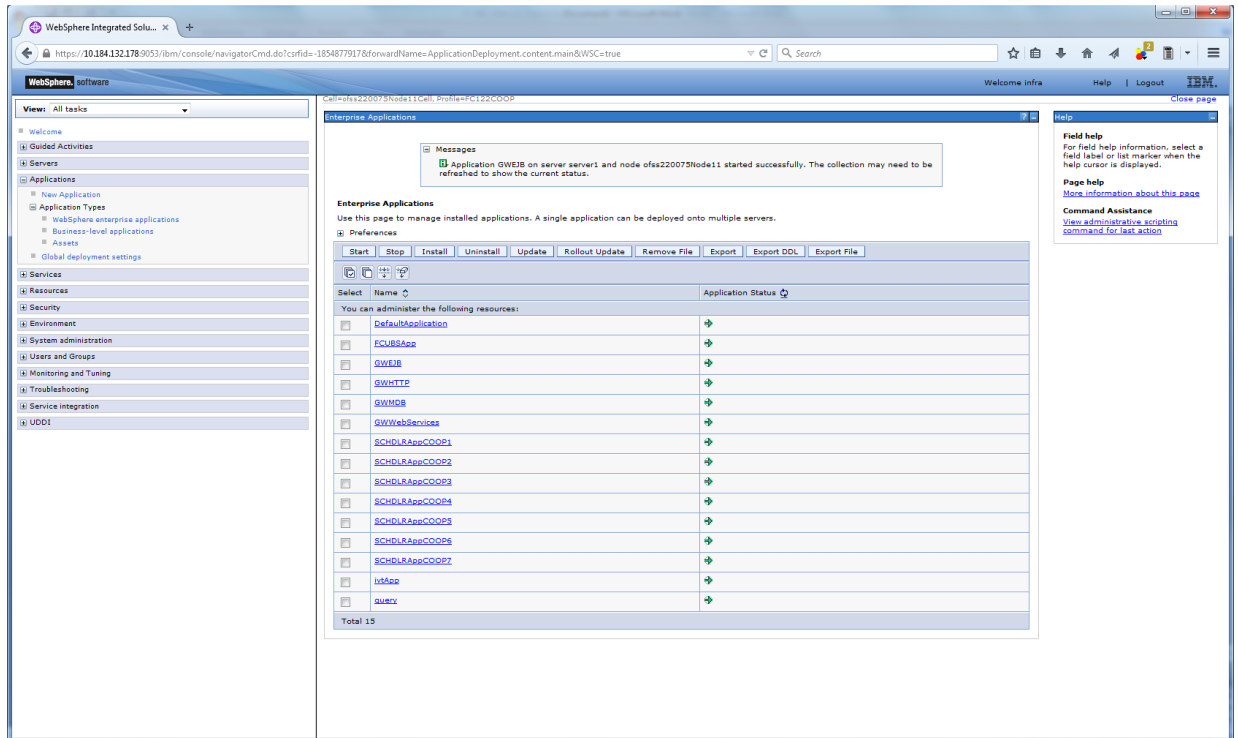 WebSphere Integrated Solu...
https://10.184.132.178:9053/ibm/console/navigatorCmd.do?csrfid=-1854877917&forwardName=ApplicationDeployment.content.main&WSC=true
Search
2
WebSphere. software
Welcome infra
Help | Logout
IBM.
View: All tasks
Welcome
Guided Activities
Servers
Applications
New Application
Application Types
WebSphere enterprise applications
Business-level applications
Assets
Global deployment settings
Services
Resources
Security
Environment
System administration
Users and Groups
Monitoring and Tuning
Troubleshooting
Service integration
UDDI
Cell=ofss220075Node11Cell, Profile=FC122COOP
Close page
Enterprise Applications
Messages
Application GWEJB on server server1 and node ofss220075Node11 started successfully. The collection may need to be
refreshed to show the current status.
Enterprise Applications
Use this page to manage installed applications. A single application can be deployed onto multiple servers.
Preferences
Start Stop Install Uninstall Update Rollout Update Remove File Export Export DDL Export File
Select Name Application Status
You can administer the following resources:
DefaultApplication
FCUBSApp
GWEJB
GWHTTP
GWMDB
GWWebServices
SCHDLRAppCOOP1
SCHDLRAppCOOP2
SCHDLRAppCOOP3
SCHDLRAppCOOP4
SCHDLRAppCOOP5
SCHDLRAppCOOP6
SCHDLRAppCOOP7
ivtApp
query
Total 15
Help
Field help
For field help information, select a
field label or list marker when the
help cursor is displayed.
Page help
More information about this page
Command Assistance
View administrative scripting
command for last action